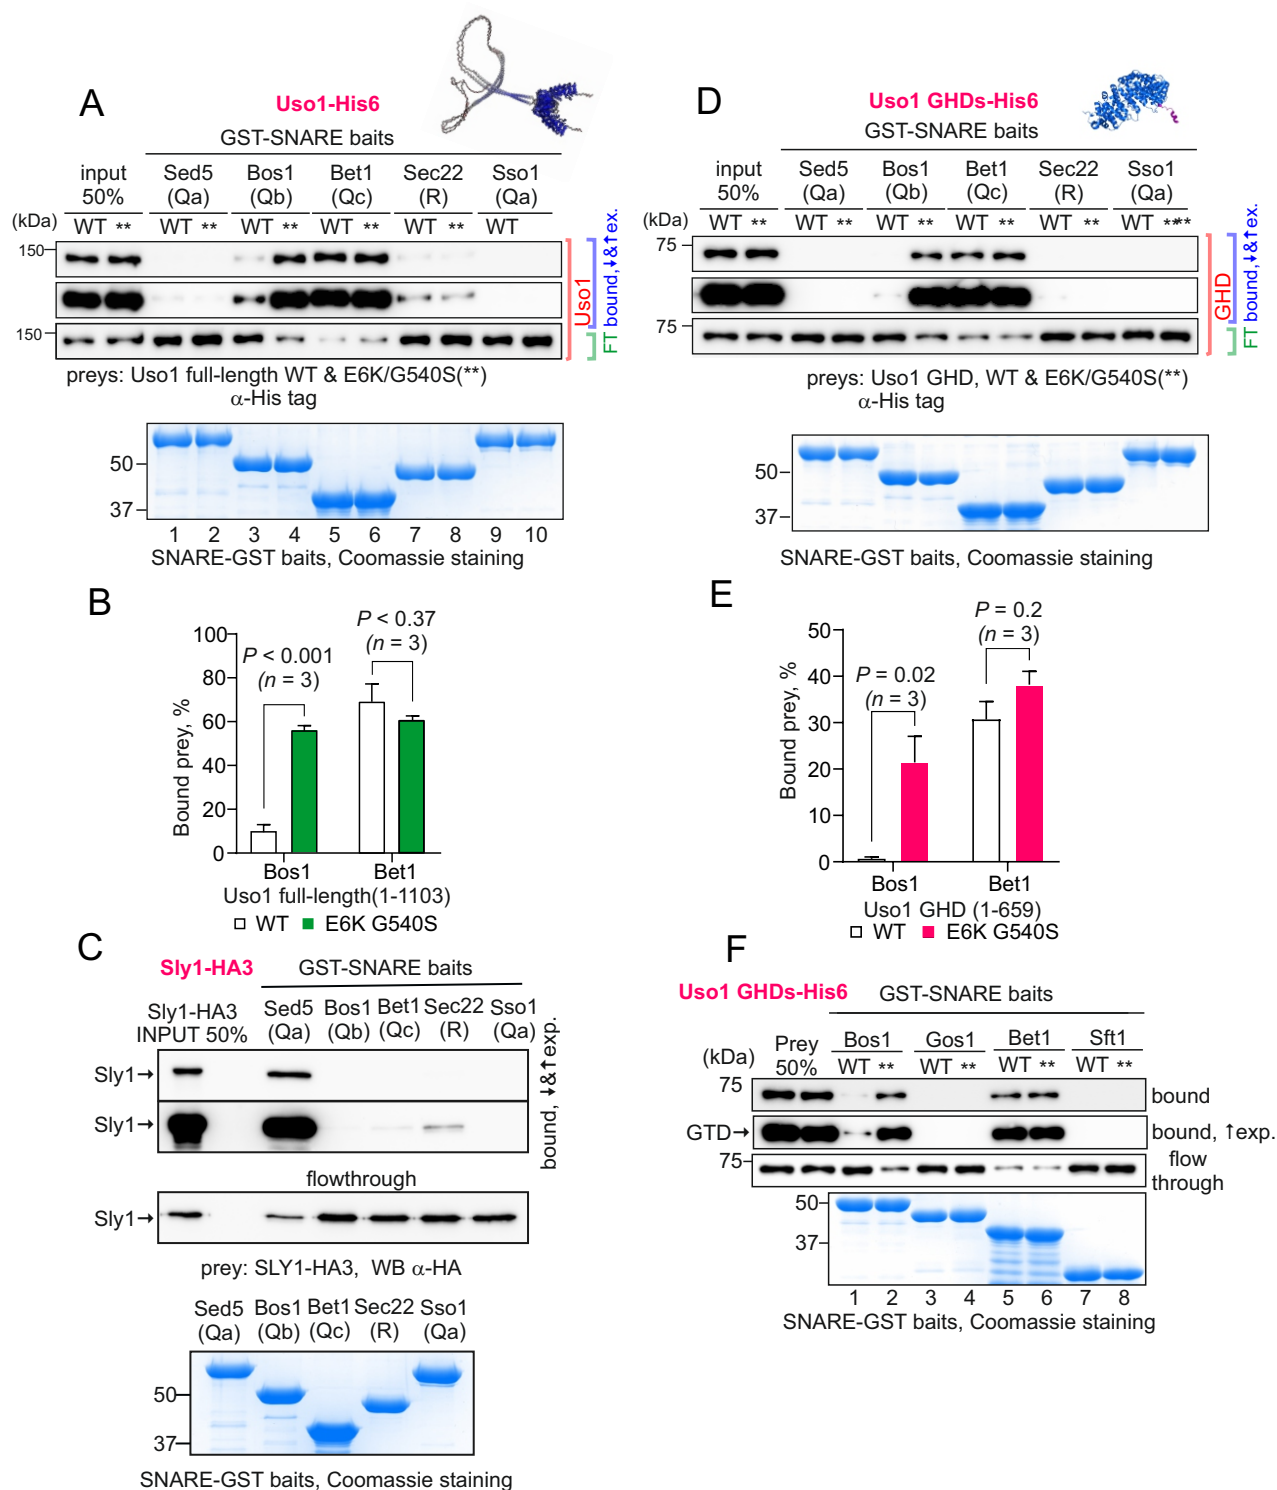 A
Uso1-His6
GST-SNARE baits
input 50%
Sed5 (Qa)
Bos1 (Qb)
Bet1 (Qc)
Sec22 (R)
Sso1 (Qa)
(kDa)
WT ** WT ** WT ** WT ** WT ** WT
150
150
Uso1
FT bound,↓&↑ex.
preys: Uso1 full-length WT & E6K/G540S(**)
α-His tag
50
37
1 2 3 4 5 6 7 8 9 10
SNARE-GST baits, Coomassie staining
B
P < 0.001
(n = 3)
P < 0.37
(n = 3)
Bound prey, %
100
80
60
40
20
0
Bos1 Bet1
Uso1 full-length(1-1103)
WT E6K G540S
C
Sly1-HA3
GST-SNARE baits
Sly1-HA3
INPUT 50%
Sed5 (Qa)
Bos1 (Qb)
Bet1 (Qc)
Sec22 (R)
Sso1 (Qa)
Sly1→
Sly1→
bound, ↓&↑exp.
flowthrough
Sly1→
prey: SLY1-HA3, WB α-HA
Sed5 (Qa)
Bos1 (Qb)
Bet1 (Qc)
Sec22 (R)
Sso1 (Qa)
50
37
SNARE-GST baits, Coomassie staining
D
Uso1 GHDs-His6
GST-SNARE baits
input 50%
Sed5 (Qa)
Bos1 (Qb)
Bet1 (Qc)
Sec22 (R)
Sso1 (Qa)
(kDa)
WT ** WT ** WT ** WT ** WT ** WT ****
75
75
GHD
FT bound,↓&↑ex.
preys: Uso1 GHD, WT & E6K/G540S(**)
α-His tag
50
37
SNARE-GST baits, Coomassie staining
E
P = 0.02
(n = 3)
P = 0.2
(n = 3)
Bound prey, %
50
40
30
20
10
0
Bos1 Bet1
Uso1 GHD (1-659)
WT E6K G540S
F
Uso1 GHDs-His6
GST-SNARE baits
(kDa)
Prey 50%
Bos1 Gos1 Bet1 Sft1
WT ** WT ** WT ** WT **
75
bound
GTD→
bound, ↑exp.
75
flow through
50
37
1 2 3 4 5 6 7 8
SNARE-GST baits, Coomassie staining